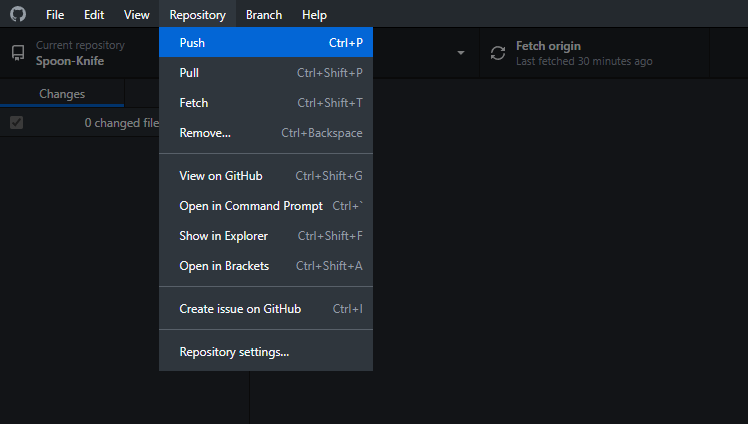 File Edit View Repository Branch Help
Current repository
Spoon-Knife
Fetch origin
Last fetched 30 minutes ago
Changes
0 changed file
Push Ctrl+P
Pull Ctrl+Shift+P
Fetch Ctrl+Shift+T
Remove... Ctrl+Backspace
View on GitHub Ctrl+Shift+G
Open in Command Prompt Ctrl+`
Show in Explorer Ctrl+Shift+F
Open in Brackets Ctrl+Shift+A
Create issue on GitHub Ctrl+I
Repository settings...